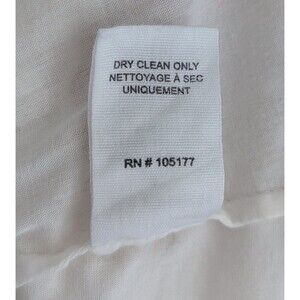 DRY CLEAN ONLY
NETTOYAGE À SEC
UNIQUEMENT
RN # 105177